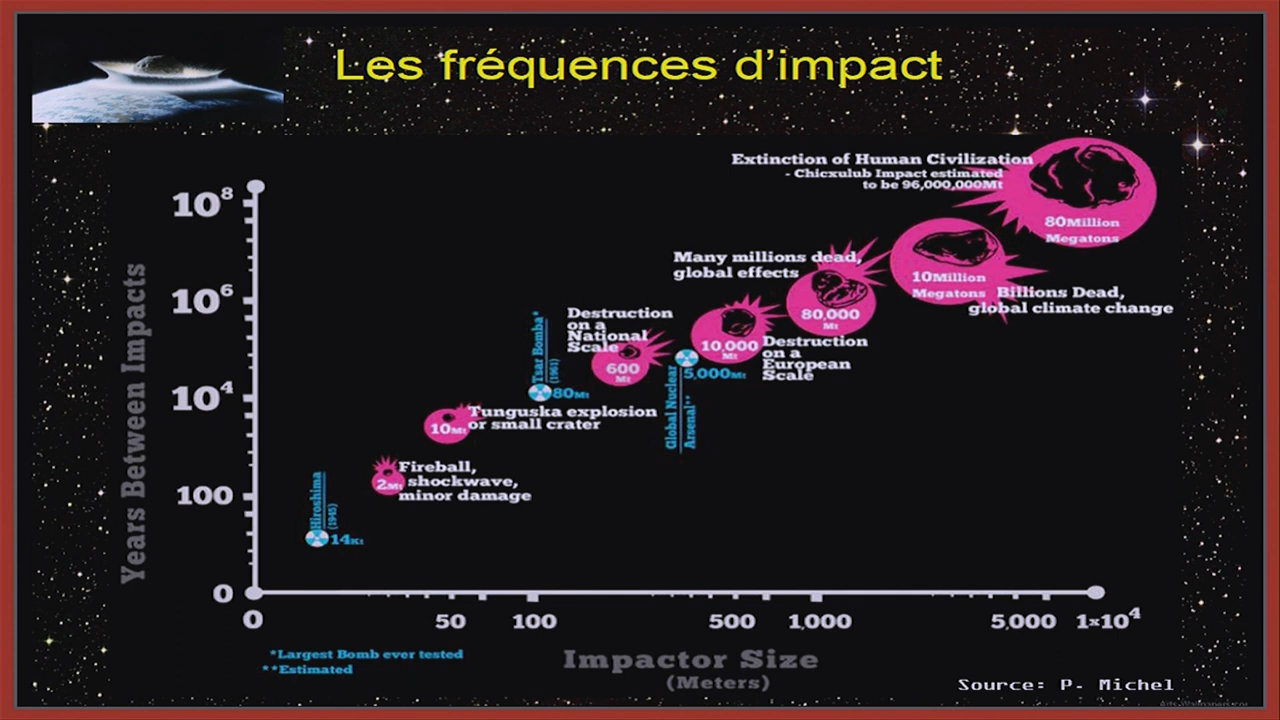 Les fréquences d’impact
Extinction of Human Civilization
- Chicxulub Impact estimated
to be 96,000,000Mt
80Million
Megatons
Many millions dead,
global effects
10Million
Megatons
Billions Dead,
global climate change
80,000
Mt
Destruction
on a
National
Scale
600
Mt
10,000
Mt
Destruction
on a
European
Scale
Tsar Bomba*
(1961)
80Mt
5,000Mt
Global Nuclear
Arsenal**
Tunguska explosion
or small crater
10Mt
Fireball,
shockwave,
minor damage
2Mt
Hiroshima
(1945)
14Kt
Years Between Impacts
10⁸
10⁶
10⁴
100
0
0 50 100 500 1,000 5,000 1x10⁴
Impactor Size
(Meters)
*Largest Bomb ever tested
**Estimated
Source: P. Michel